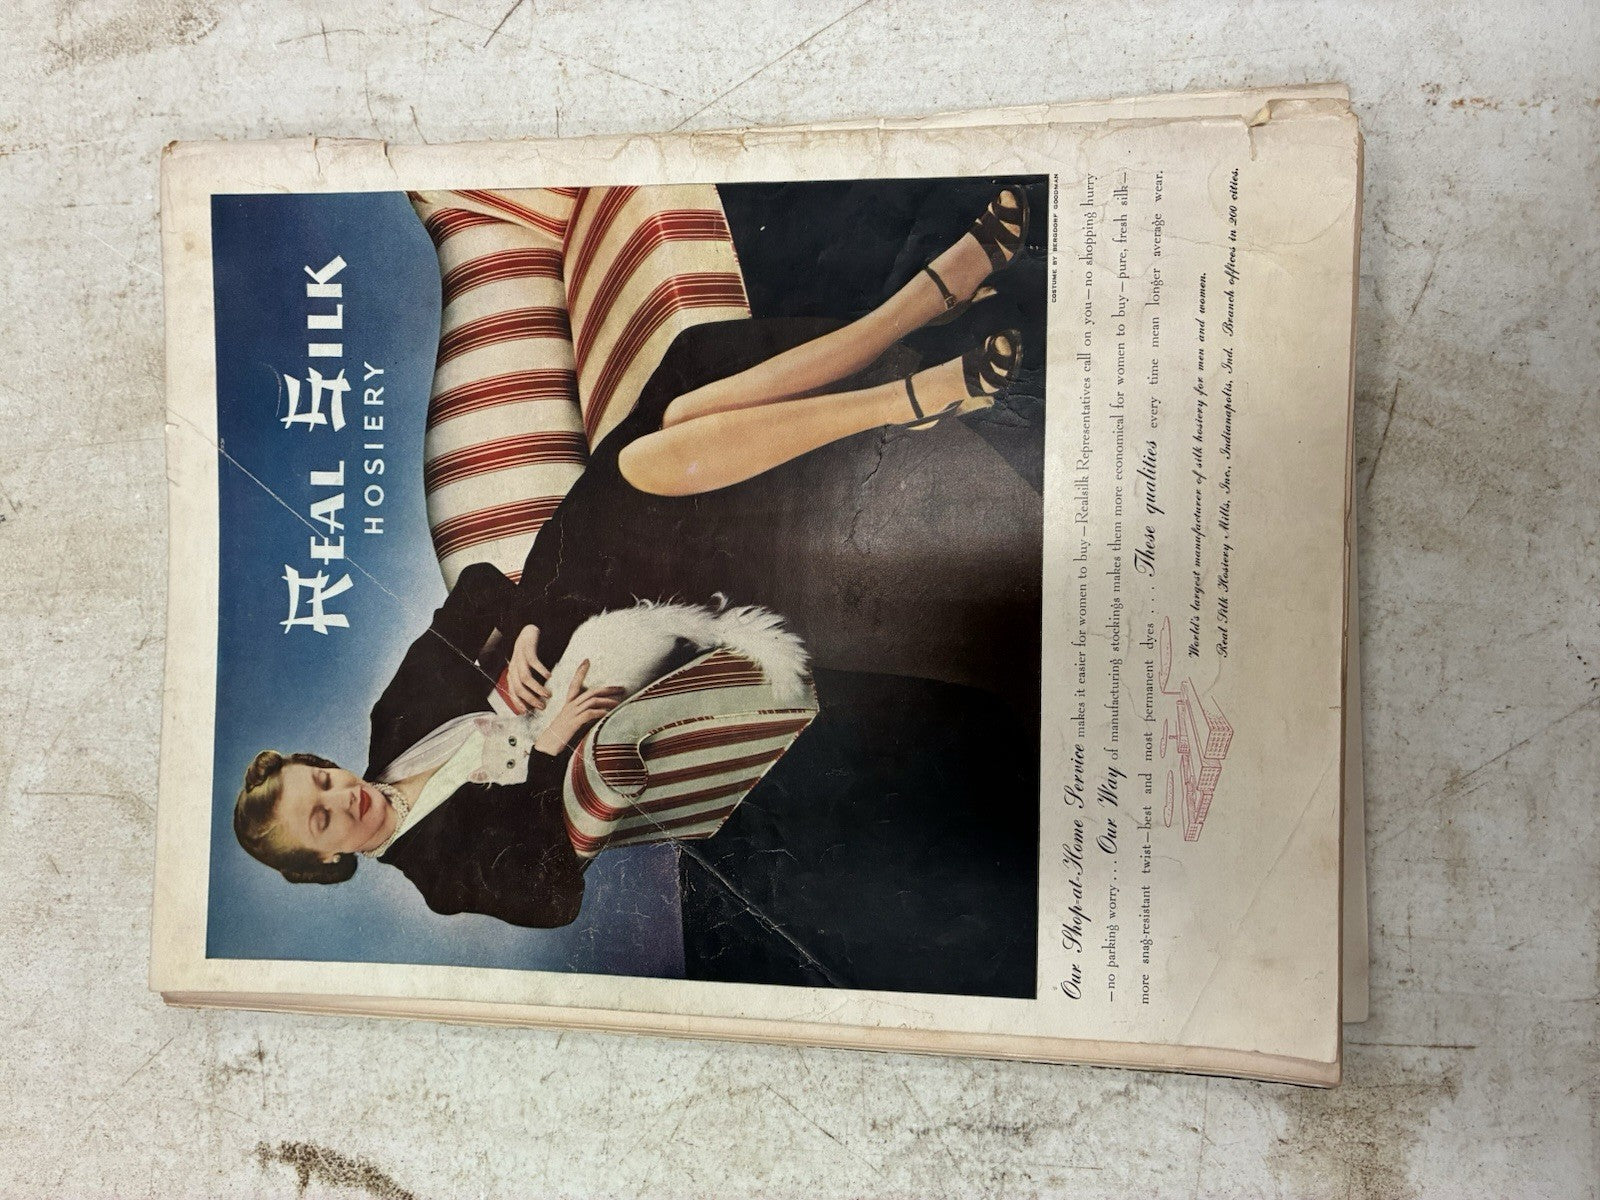 REAL SILK
HOSIERY
COSTUME BY BERGDORF GOODMAN
Our Shop-at-Home Service makes it easier for women to buy—Realsilk Representatives call on you—no shopping hurry
—no parking worry... Our Way of manufacturing stockings makes them more economical for women to buy—pure, fresh silk—
more snag-resistant twist—best and most permanent dyes... These qualities every time mean longer average wear.
World's largest manufacturer of silk hosiery for men and women.
Real Silk Hosiery Mills, Inc., Indianapolis, Ind. Branch offices in 200 cities.